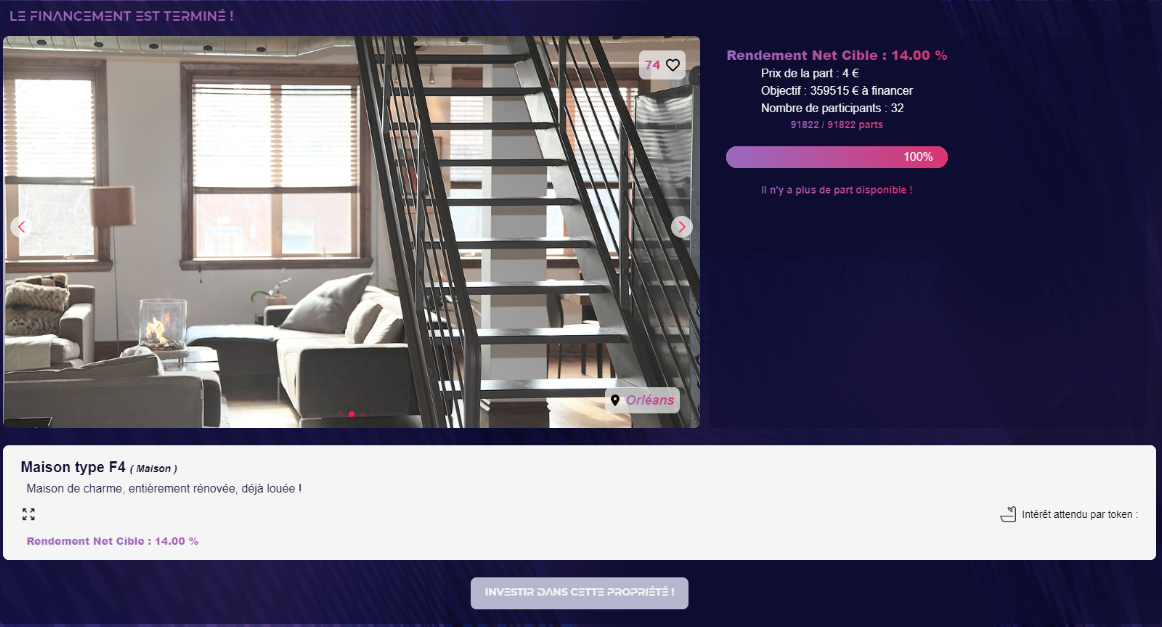 LE FINANCEMENT EST TERMINÉ !
74
Orléans
Rendement Net Cible : 14.00 %
Prix de la part : 4 €
Objectif : 359515 € à financer
Nombre de participants : 32
91822 / 91822 parts
100%
Il n'y a plus de part disponible !
Maison type F4 ( Maison )
Maison de charme, entièrement rénovée, déjà louée !
Intérêt attendu par token :
Rendement Net Cible : 14.00 %
INVESTIR DANS CETTE PROPRIÉTÉ !